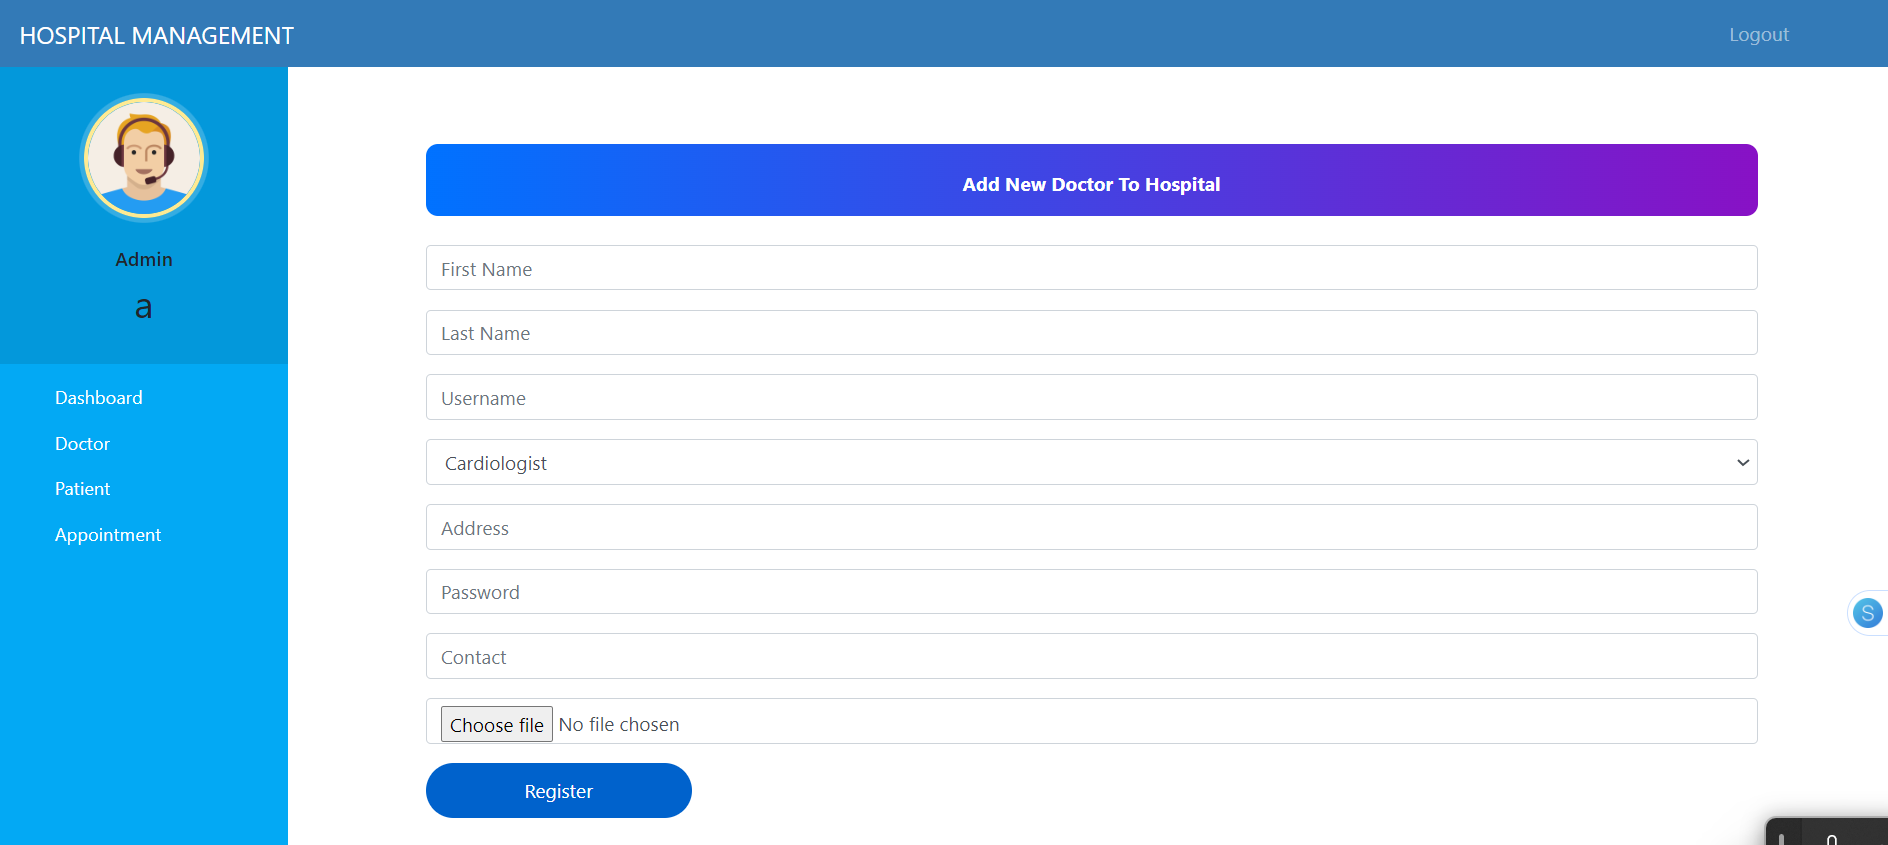 HOSPITAL MANAGEMENT
Logout
Admin
a
Dashboard
Doctor
Patient
Appointment
Add New Doctor To Hospital
First Name
Last Name
Username
Cardiologist
Address
Password
Contact
Choose file No file chosen
Register
S